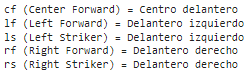 cf (Center Forward) = Centro delantero
lf (Left Forward) = Delantero izquierdo
ls (Left Striker) = Delantero izquierdo
rf (Right Forward) = Delantero derecho
rs (Right Striker) = Delantero derecho